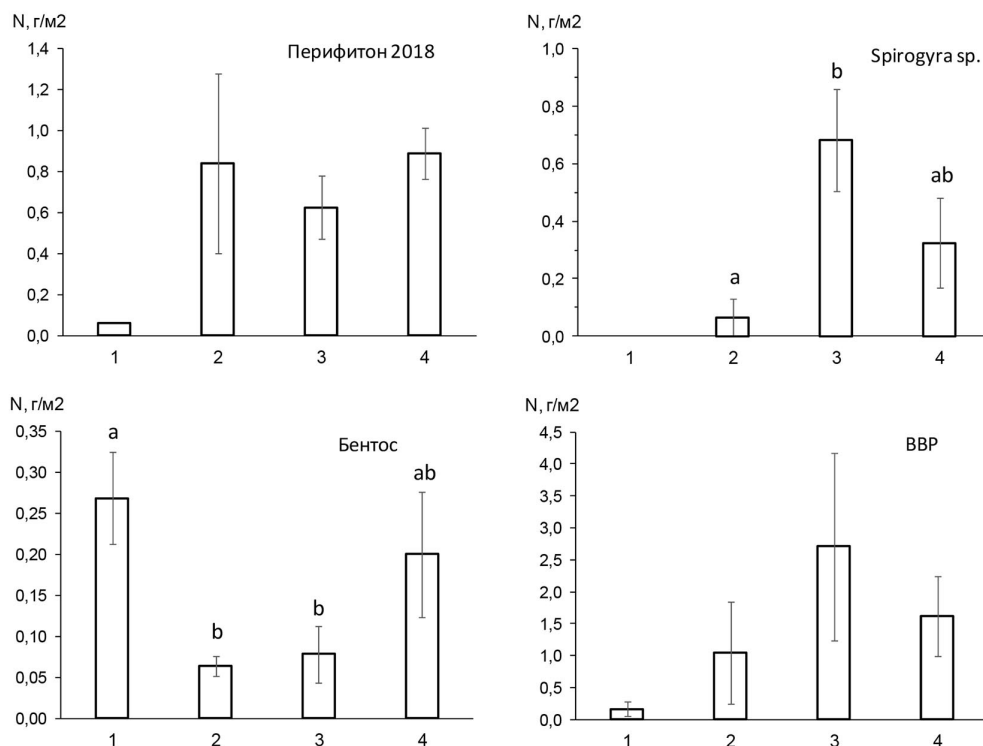 N, г/м2
Перифитон 2018
1,4
1,2
1,0
0,8
0,6
0,4
0,2
0,0
1 2 3 4
N, г/м2
Spirogyra sp.
1,0
0,8
0,6
0,4
0,2
0,0
a b ab
1 2 3 4
N, г/м2
Бентос
0,35
0,30
0,25
0,20
0,15
0,10
0,05
0,00
a b b ab
1 2 3 4
N, г/м2
ВВР
4,5
4,0
3,5
3,0
2,5
2,0
1,5
1,0
0,5
0,0
1 2 3 4